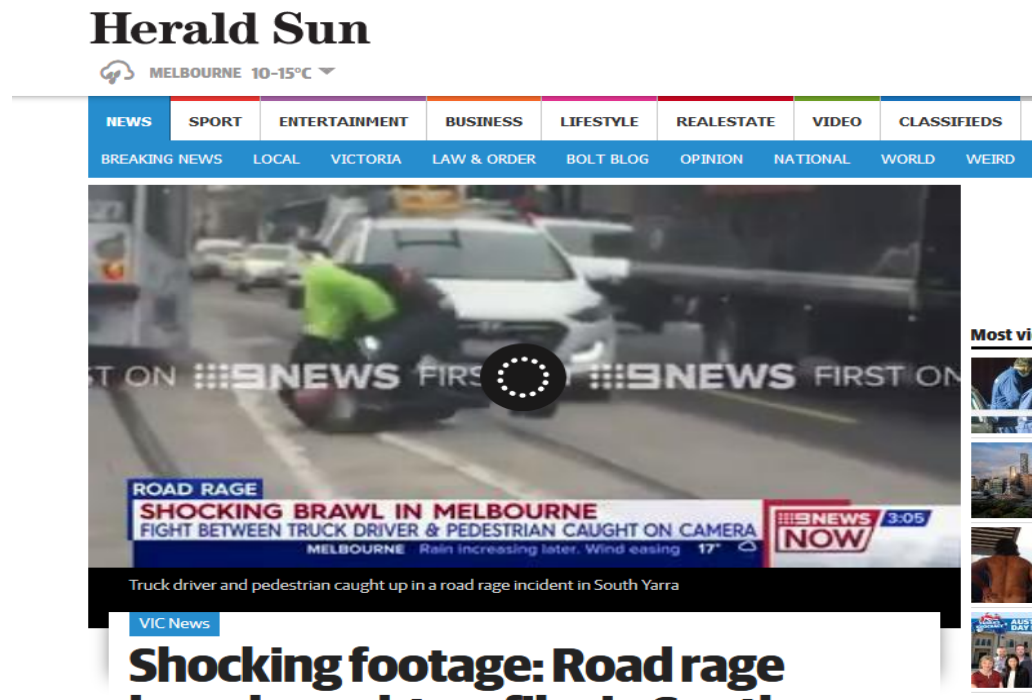 Herald Sun
MELBOURNE 10-15°C
NEWS SPORT ENTERTAINMENT BUSINESS LIFESTYLE REALESTATE VIDEO CLASSIFIEDS
BREAKING NEWS LOCAL VICTORIA LAW & ORDER BOLT BLOG OPINION NATIONAL WORLD WEIRD
Most vi
T ON 9NEWS FIRS 9NEWS FIRST ON
ROAD RAGE
SHOCKING BRAWL IN MELBOURNE
FIGHT BETWEEN TRUCK DRIVER & PEDESTRIAN CAUGHT ON CAMERA
MELBOURNE Rain increasing later. Wind easing 17°
9NEWS 3:05
NOW
Truck driver and pedestrian caught up in a road rage incident in South Yarra
VIC News
Shocking footage: Road rage